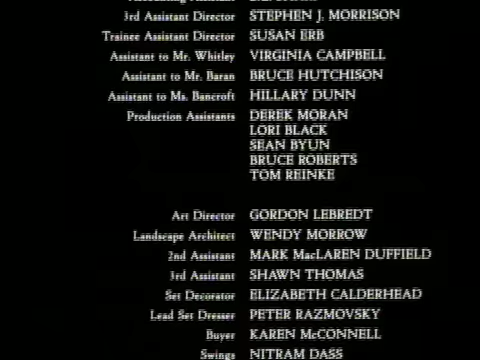 3rd Assistant Director STEPHEN J. MORRISON
Trainee Assistant Director SUSAN ERB
Assistant to Mr. Whitley VIRGINIA CAMPBELL
Assistant to Mr. Baran BRUCE HUTCHISON
Assistant to Ms. Bancroft HILLARY DUNN
Production Assistants DEREK MORAN
LORI BLACK
SEAN BYUN
BRUCE ROBERTS
TOM REINKE
Art Director GORDON LEBREDT
Landscape Architect WENDY MORROW
2nd Assistant MARK MacLAREN DUFFIELD
3rd Assistant SHAWN THOMAS
Set Decorator ELIZABETH CALDERHEAD
Lead Set Dresser PETER RAZMOVSKY
Buyer KAREN McCONNELL
Swings NITRAM DASS